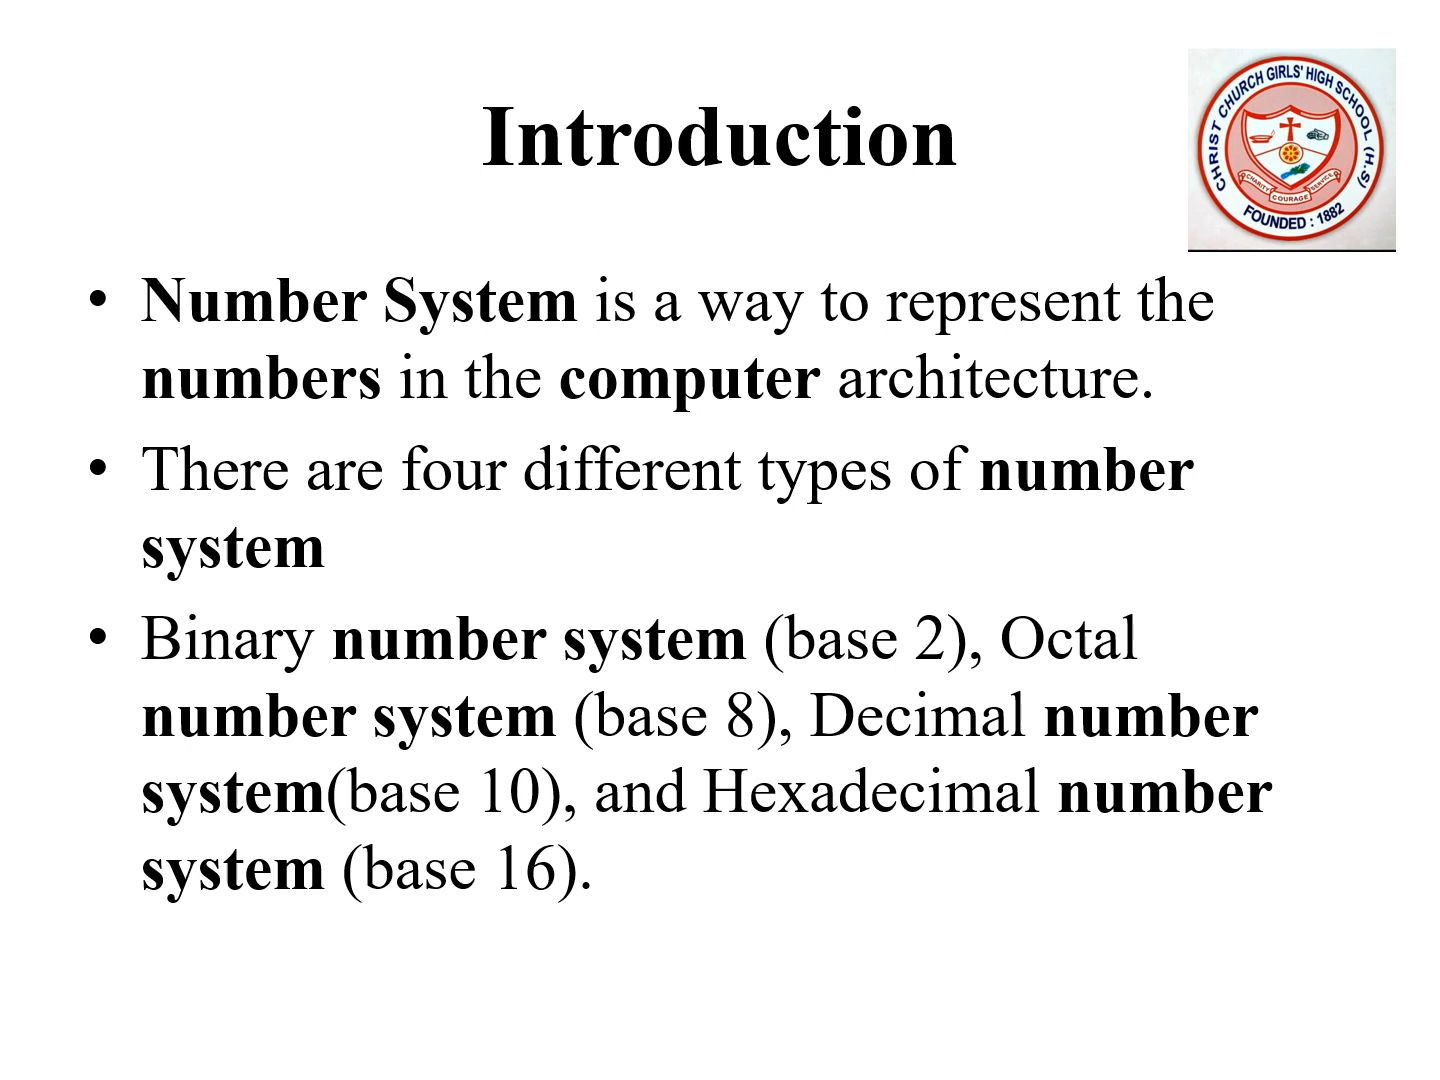 Introduction
CHRIST CHURCH GIRLS' HIGH SCHOOL (H.S)
CHARITY COURAGE SERVICE
FOUNDED : 1882
• Number System is a way to represent the
numbers in the computer architecture.
• There are four different types of number
system
• Binary number system (base 2), Octal
number system (base 8), Decimal number
system(base 10), and Hexadecimal number
system (base 16).